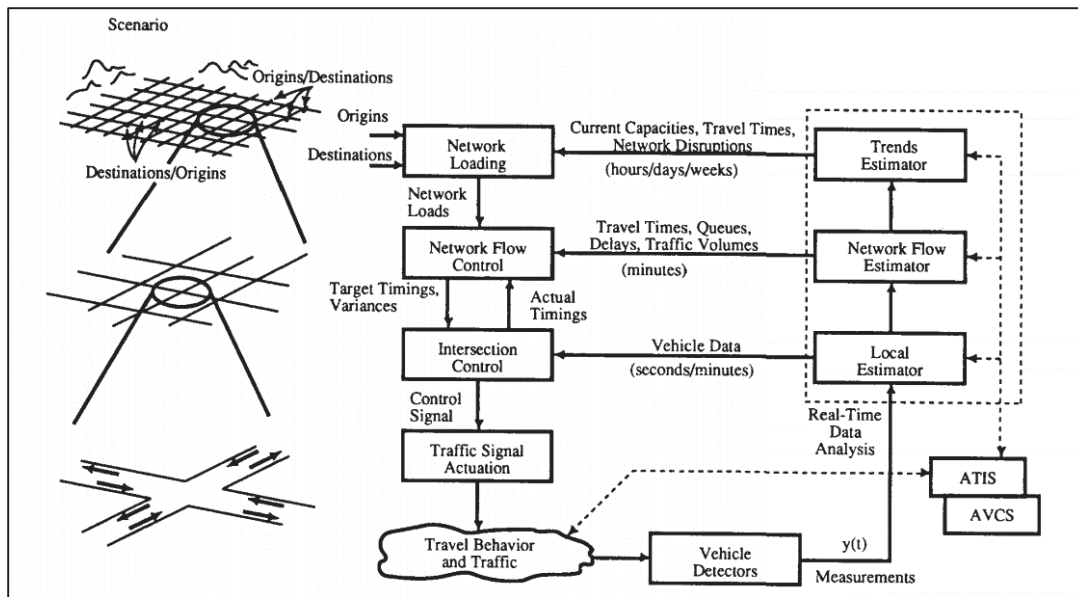 Scenario
Origins/Destinations
Destinations/Origins
Origins
Destinations
Network
Loading
Current Capacities, Travel Times,
Network Disruptions
(hours/days/weeks)
Trends
Estimator
Network
Loads
Network Flow
Control
Travel Times, Queues,
Delays, Traffic Volumes
(minutes)
Network Flow
Estimator
Target Timings,
Variances
Actual
Timings
Intersection
Control
Vehicle Data
(seconds/minutes)
Local
Estimator
Control
Signal
Real-Time
Data
Analysis
Traffic Signal
Actuation
ATIS
AVCS
Travel Behavior
and Traffic
Vehicle
Detectors
y(t)
Measurements